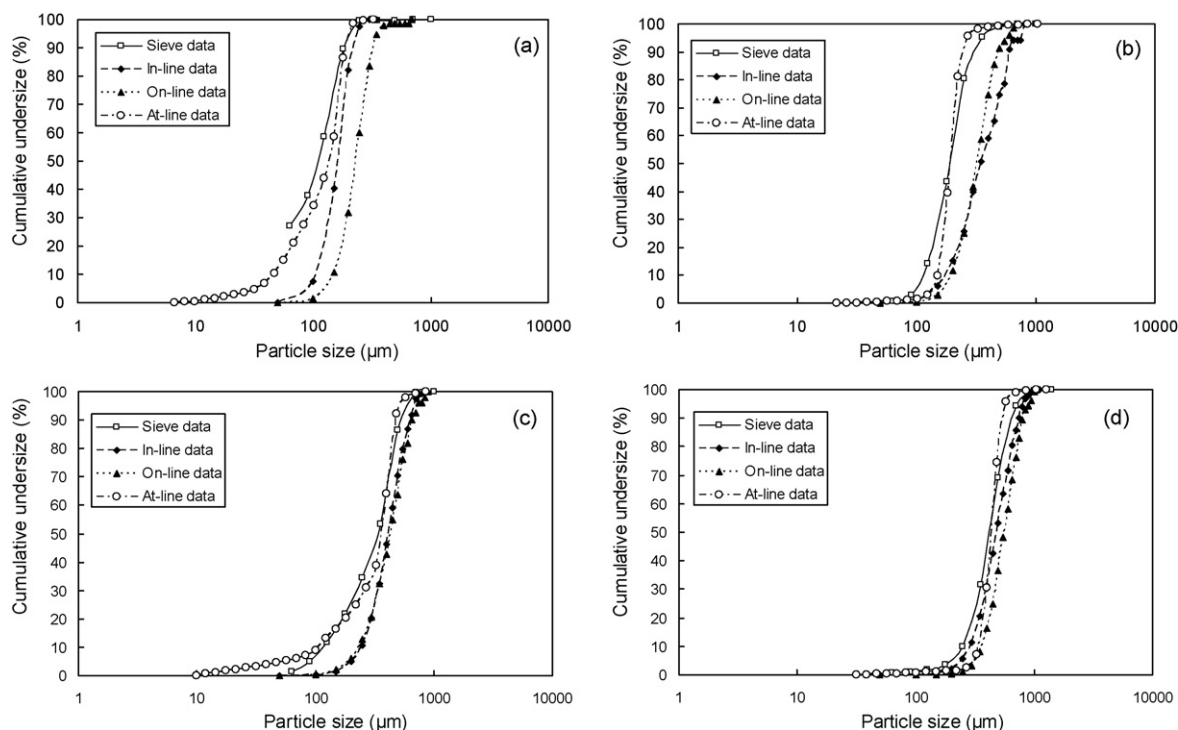 (a)
Sieve data
In-line data
On-line data
At-line data
Cumulative undersize (%)
100
90
80
70
60
50
40
30
20
10
0
1 10 100 1000 10000
Particle size (µm)
(b)
Sieve data
In-line data
On-line data
At-line data
Cumulative undersize (%)
100
90
80
70
60
50
40
30
20
10
0
1 10 100 1000 10000
Particle size (µm)
(c)
Sieve data
In-line data
On-line data
At-line data
Cumulative undersize (%)
100
90
80
70
60
50
40
30
20
10
0
1 10 100 1000 10000
Particle size (µm)
(d)
Sieve data
In-line data
On-line data
At-line data
Cumulative undersize (%)
100
90
80
70
60
50
40
30
20
10
0
1 10 100 1000 10000
Particle size (µm)